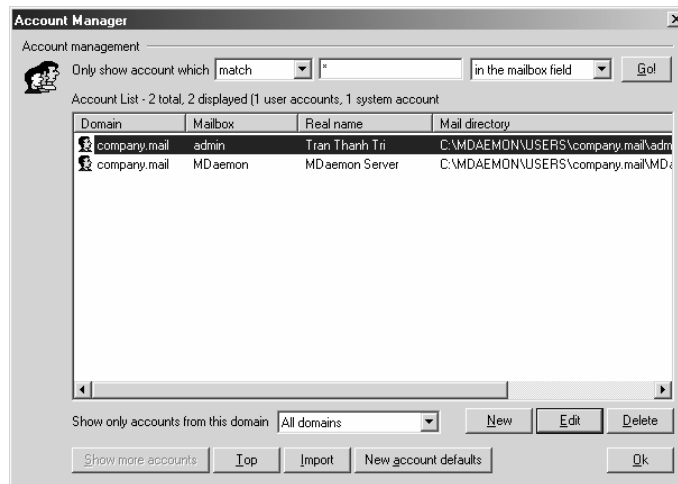 Account Manager
Account management
Only show account which match * in the mailbox field Go!
Account List - 2 total, 2 displayed (1 user accounts, 1 system account
Domain Mailbox Real name Mail directory
company.mail admin Tran Thanh Tri C:\MDAEMON\USERS\company.mail\adm
company.mail MDaemon MDaemon Server C:\MDAEMON\USERS\company.mail\MDa
Show only accounts from this domain All domains New Edit Delete
Show more accounts Top Import New account defaults Ok